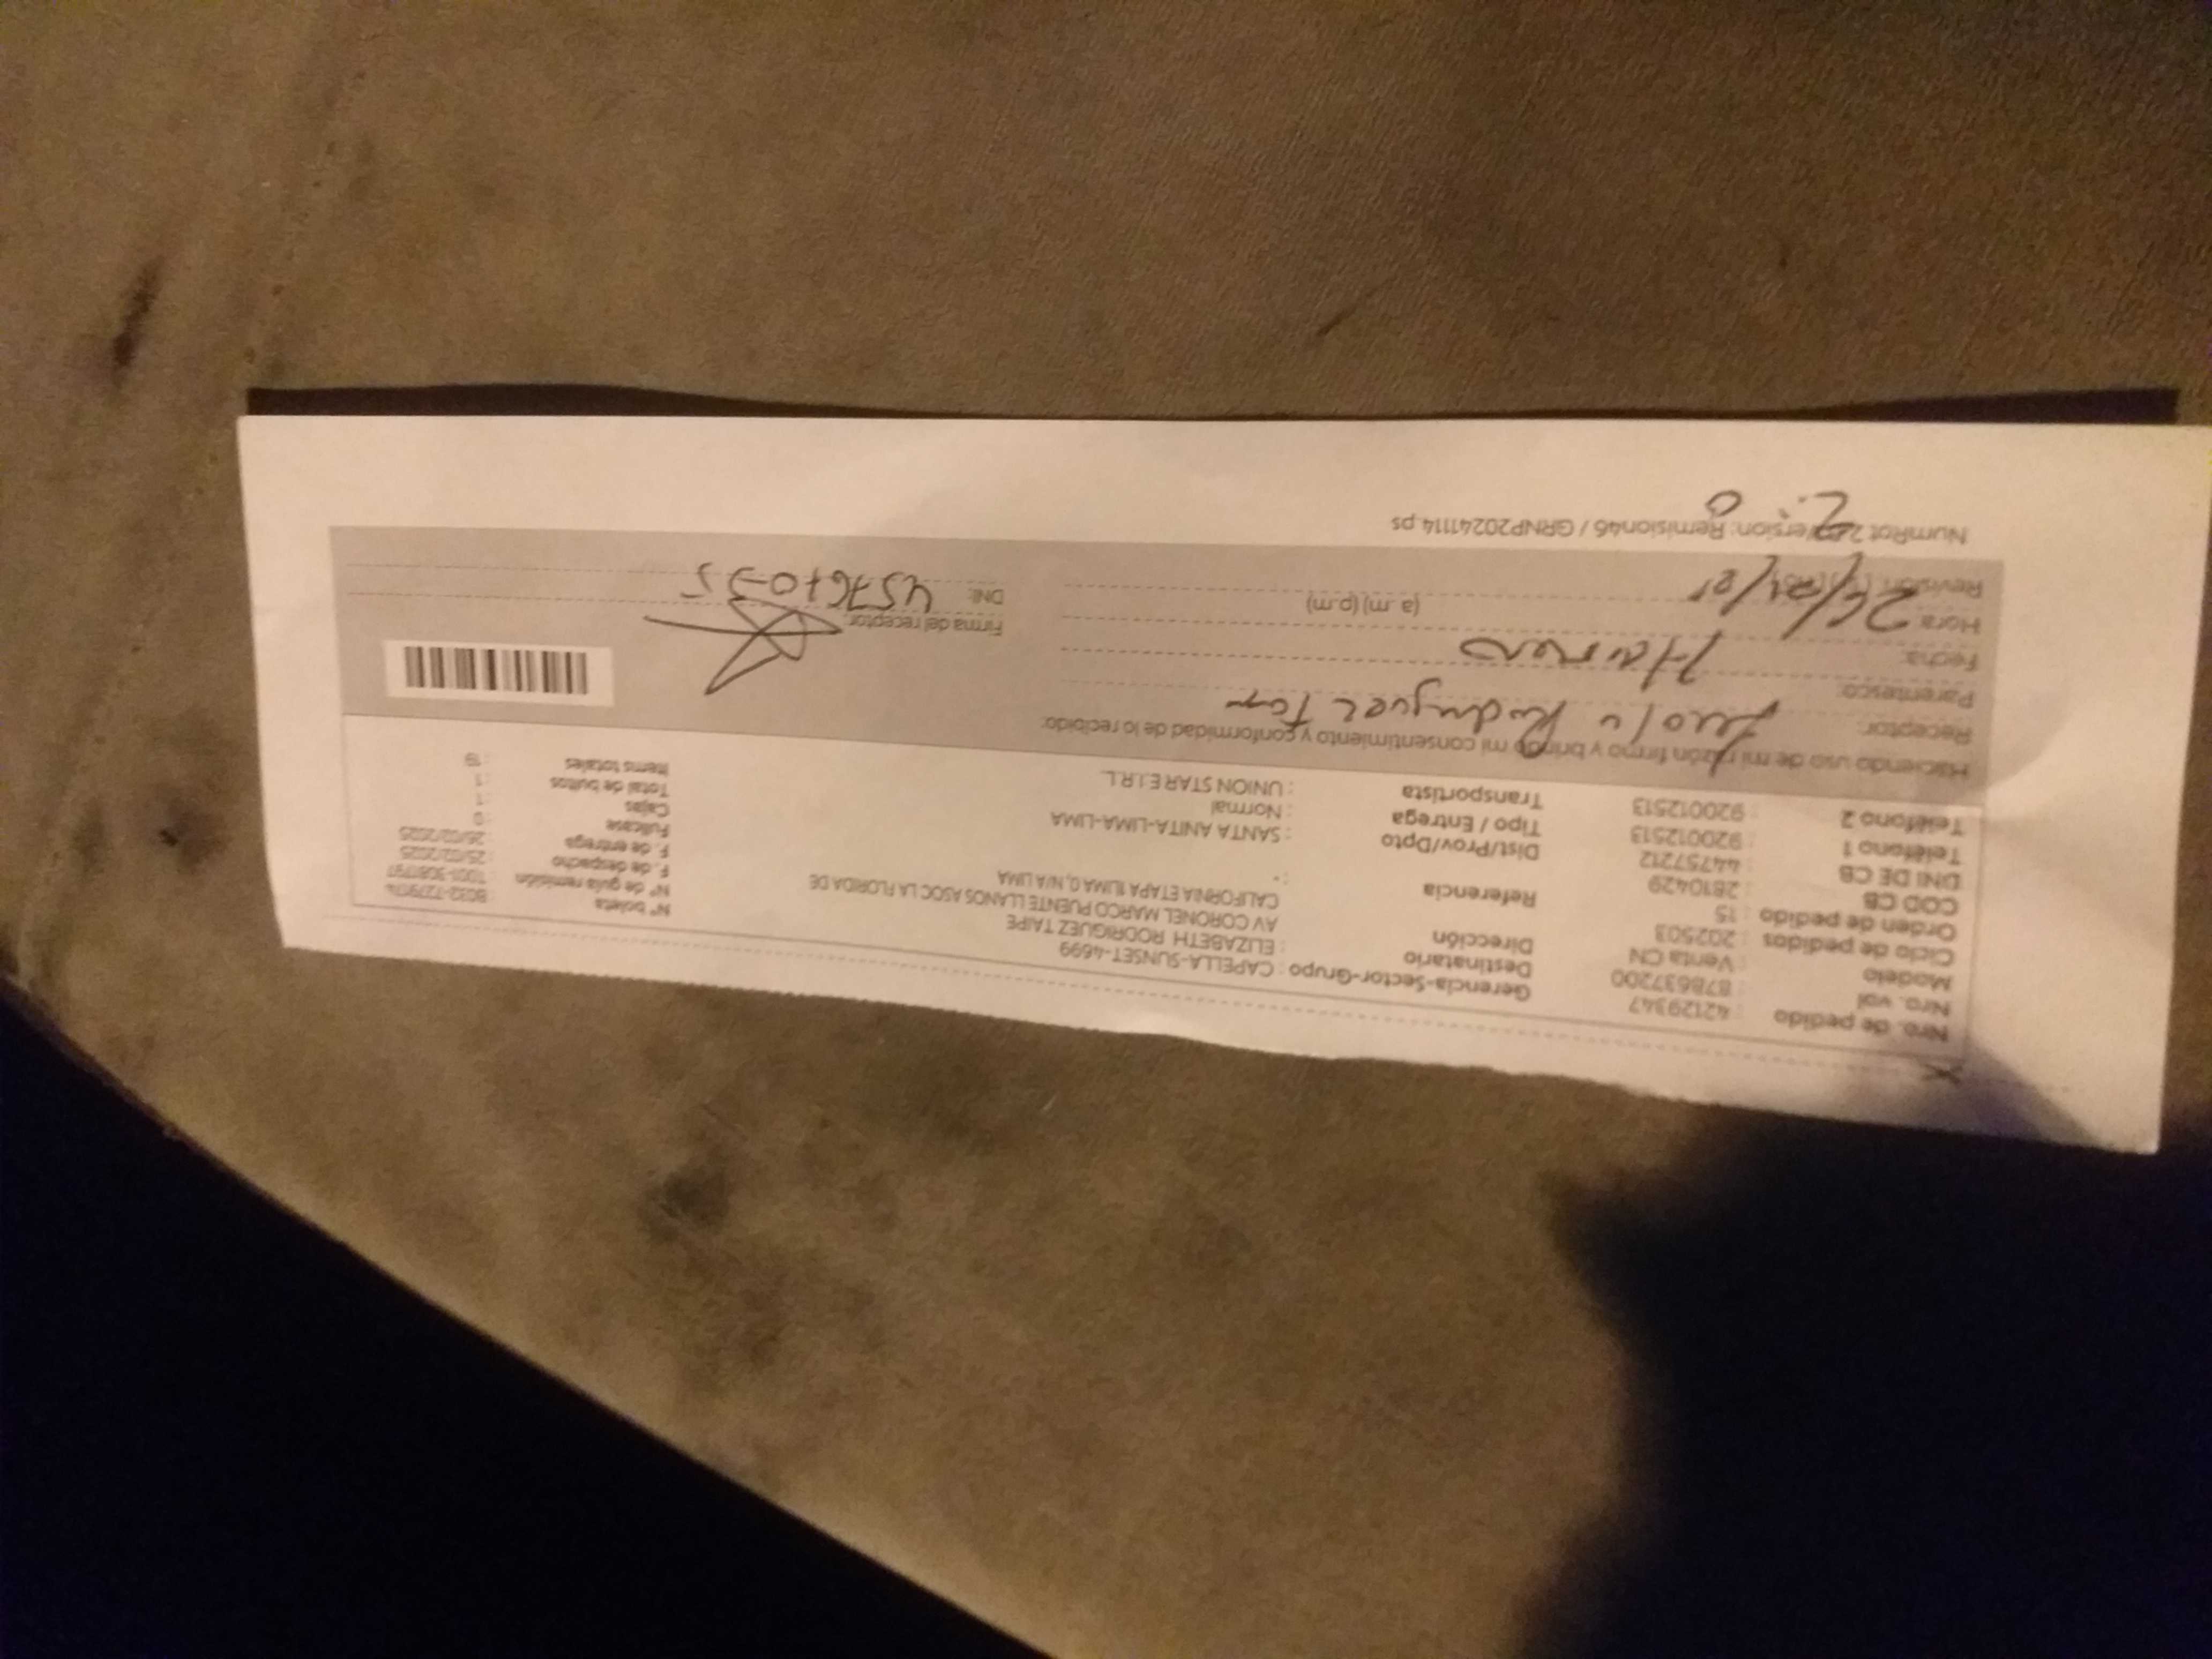 Nro. de pedido : 42129347
Nro. vol : 878637200
Modelo : Venta CN
Ciclo de pedidos : 202503
Orden de pedido : 15
COD CB : 2810429
DNI DE CB : 44757212
Teléfono 1 : 920012513
Teléfono 2 : 920012513
Gerencia-Sector-Grupo : CAPELLA-SUNSET-4699
Destinatario : ELIZABETH RODRIGUEZ TAIPE
Dirección : AV CORONEL MARCO PUENTE LLANOS ASOC LA FLORIDA DE
CALIFORNIA ETAPA 1LIMA 0, N/A LIMA
Referencia : .
Dist/Prov/Dpto : SANTA ANITA-LIMA-LIMA
Tipo / Entrega : Normal
Transportista : UNION STAR E.I.R.L.
Nº boleta
Nº de guía remisión
F. de despacho : 25/02/2025
F. de entrega : 26/02/2025
Fullcase : 0
Cajas : 1
Total de bultos : 1
Items totales : 19
Haciendo uso de mi razón firmo y brindo mi consentimiento y conformidad de lo recibido:
Receptor:
Parentesco:
Fecha:
Hora: (a.m) (p.m)
Revisión:
Firma del receptor:
DNI:
NumRot 2 Version: Remision46 / GRNP20241114.ps